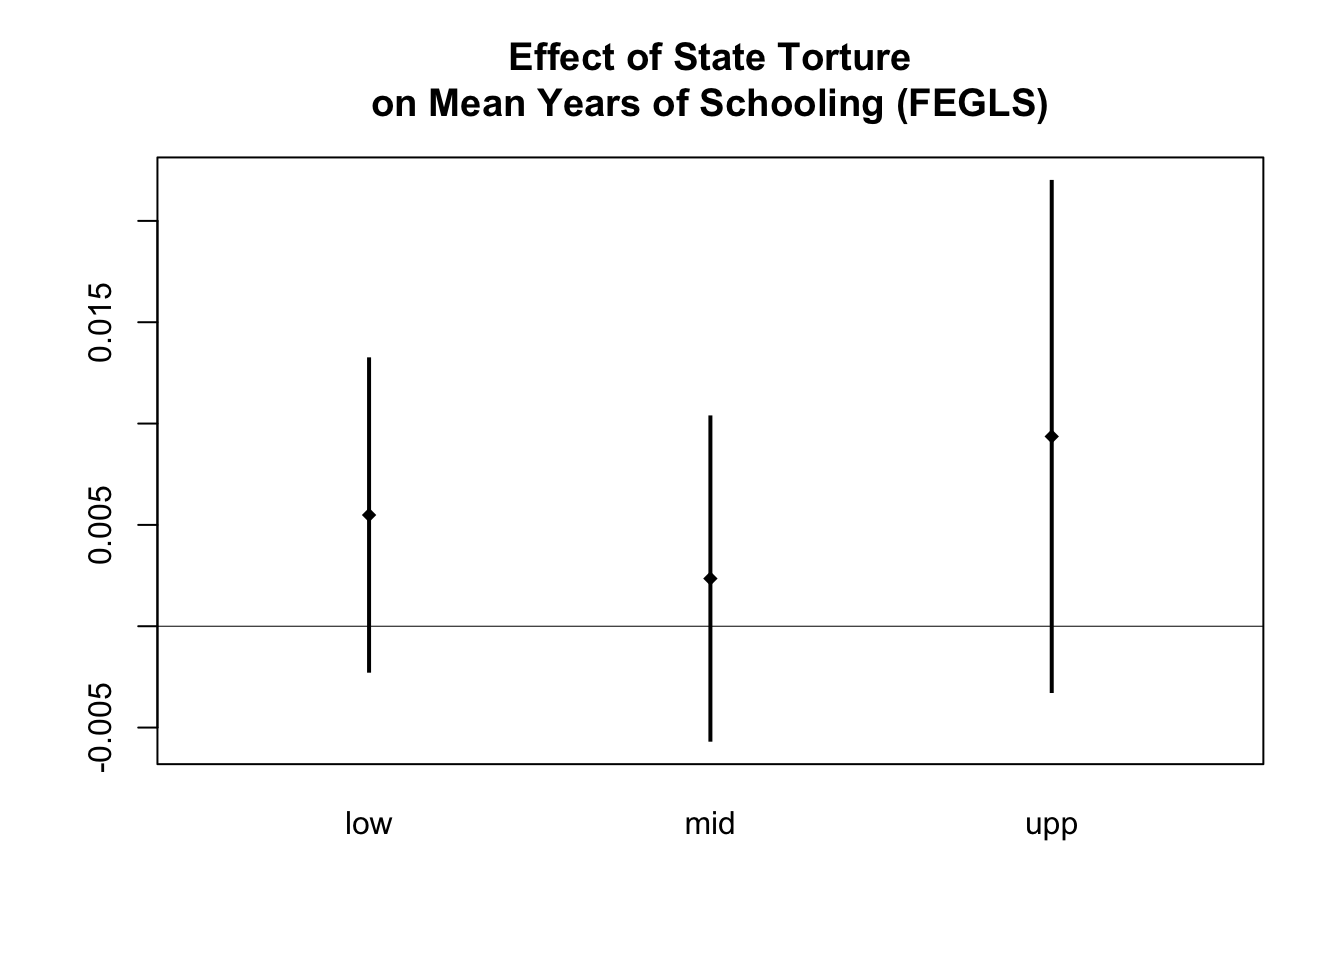 Effect of State Torture
on Mean Years of Schooling (FEGLS)
0.015
0.005
-0.005
low mid upp